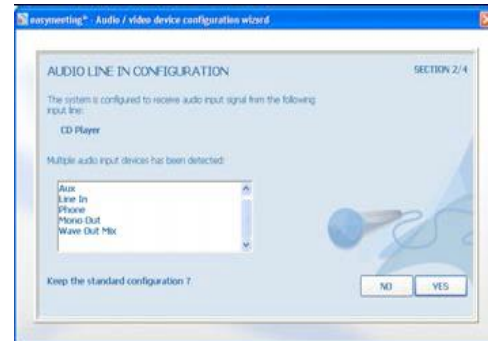 easymeeting* - Audio / video device configuration wizard
AUDIO LINE IN CONFIGURATION
SECTION 2/4
The system is configured to receive audio input signal from the following
input line:
CD Player
Multiple audio input devices has been detected:
Aux
Line In
Phone
Mono Out
Wave Out Mix
Keep the standard configuration ?
NO
YES